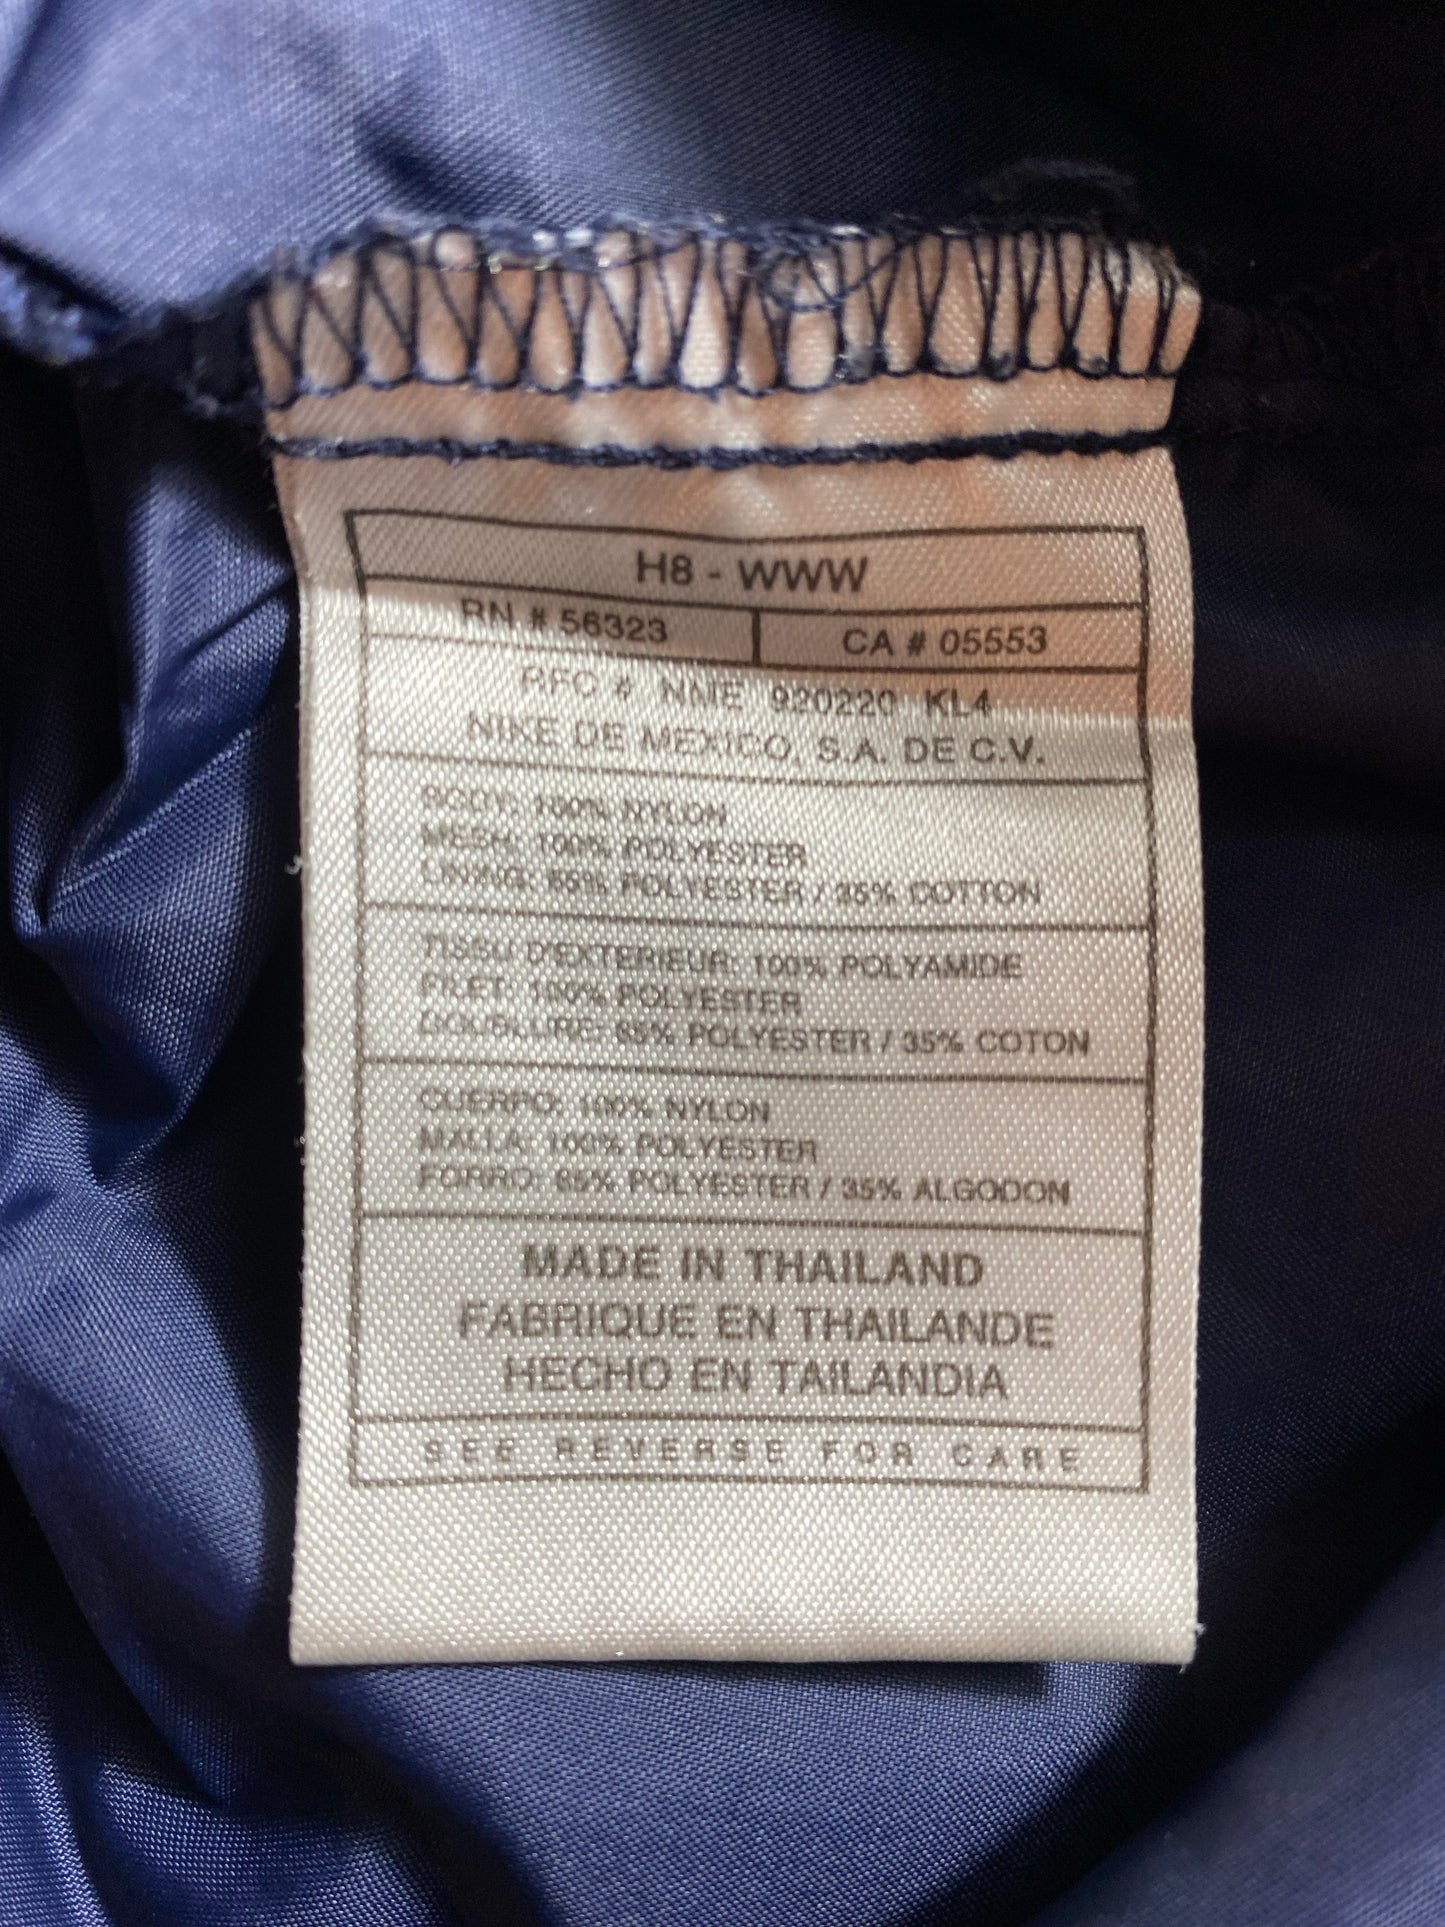 H8 - WWW
RN # 56323 CA # 05553
RFC # NME 920220 KL4
NIKE DE MEXICO, S.A. DE C.V.
BODY: 100% NYLON
MESH: 100% POLYESTER
LINING: 65% POLYESTER / 35% COTTON
TISSU D'EXTERIEUR: 100% POLYAMIDE
FILET: 100% POLYESTER
DOUBLURE: 65% POLYESTER / 35% COTON
CUERPO: 100% NYLON
MALLA: 100% POLYESTER
FORRO: 65% POLYESTER / 35% ALGODON
MADE IN THAILAND
FABRIQUE EN THAILANDE
HECHO EN TAILANDIA
SEE REVERSE FOR CARE